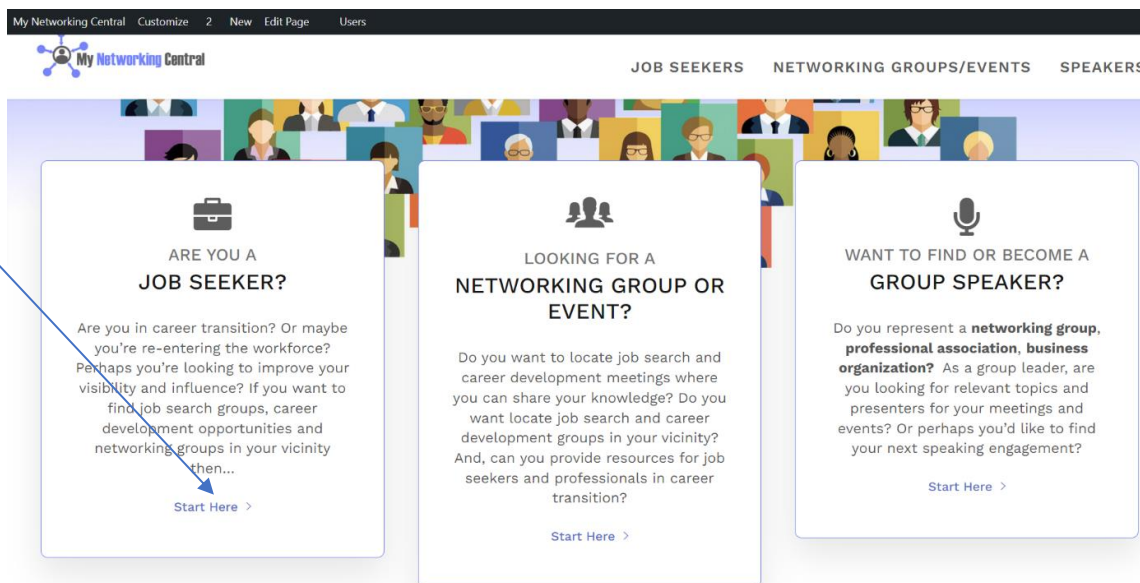 My Networking Central Customize 2 New Edit Page Users
My Networking Central
JOB SEEKERS NETWORKING GROUPS/EVENTS SPEAKERS
ARE YOU A
JOB SEEKER?
Are you in career transition? Or maybe
you're re-entering the workforce?
Perhaps you're looking to improve your
visibility and influence? If you want to
find job search groups, career
development opportunities and
networking groups in your vicinity
then...
Start Here >
LOOKING FOR A
NETWORKING GROUP OR
EVENT?
Do you want to locate job search and
career development meetings where
you can share your knowledge? Do you
want locate job search and career
development groups in your vicinity?
And, can you provide resources for job
seekers and professionals in career
transition?
Start Here >
WANT TO FIND OR BECOME A
GROUP SPEAKER?
Do you represent a networking group,
professional association, business
organization? As a group leader, are
you looking for relevant topics and
presenters for your meetings and
events? Or perhaps you'd like to find
your next speaking engagement?
Start Here >